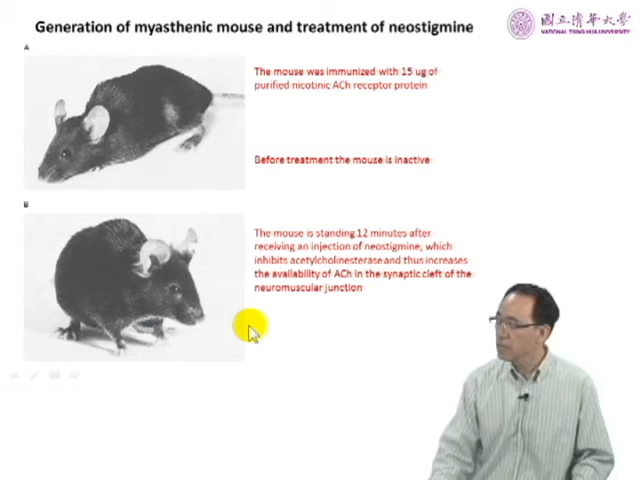 Generation of myasthenic mouse and treatment of neostigmine
國立清華大學
NATIONAL TSING HUA UNIVERSITY
A
The mouse was immunized with 15 ug of
purified nicotinic ACh receptor protein
Before treatment the mouse is inactive
B
The mouse is standing 12 minutes after
receiving an injection of neostigmine, which
inhibits acetylcholinesterase and thus increases
the availability of ACh in the synaptic cleft of the
neuromuscular junction